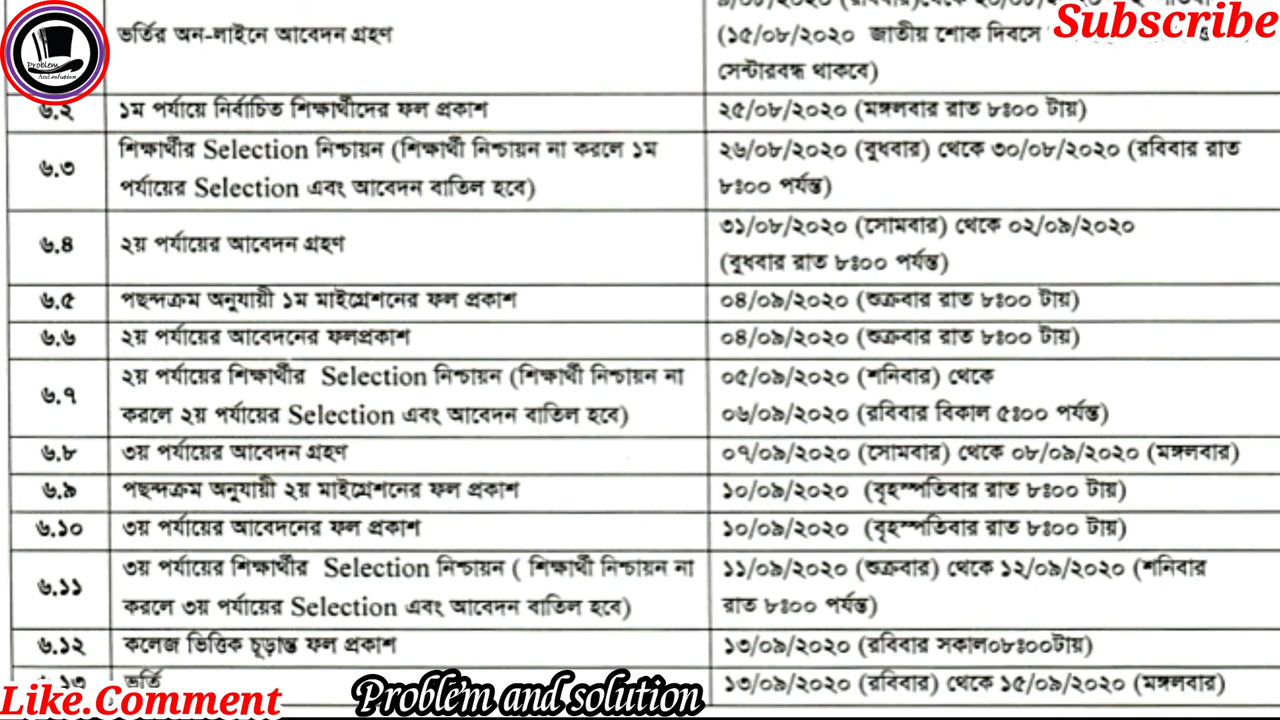 Subscribe
Problem
And solution
ভর্তির অন-লাইনে আবেদন গ্রহণ
(১৫/০৮/২০২০ জাতীয় শোক দিবসে
সেন্টারবন্ধ থাকবে)
৬.২ ১ম পর্যায়ে নির্বাচিত শিক্ষার্থীদের ফল প্রকাশ ২৫/০৮/২০২০ (মঙ্গলবার রাত ৮ঃ০০ টায়)
৬.৩ শিক্ষার্থীর Selection নিশ্চায়ন (শিক্ষার্থী নিশ্চায়ন না করলে ১ম ২৬/০৮/২০২০ (বুধবার) থেকে ৩০/০৮/২০২০ (রবিবার রাত
পর্যায়ের Selection এবং আবেদন বাতিল হবে) ৮ঃ০০ পর্যন্ত)
৬.৪ ২য় পর্যায়ের আবেদন গ্রহণ ৩১/০৮/২০২০ (সোমবার) থেকে ০২/০৯/২০২০
(বুধবার রাত ৮ঃ০০ পর্যন্ত)
৬.৫ পছন্দক্রম অনুযায়ী ১ম মাইগ্রেশনের ফল প্রকাশ ০৪/০৯/২০২০ (শুক্রবার রাত ৮ঃ০০ টায়)
৬.৬ ২য় পর্যায়ের আবেদনের ফলপ্রকাশ ০৪/০৯/২০২০ (শুক্রবার রাত ৮ঃ০০ টায়)
৬.৭ ২য় পর্যায়ের শিক্ষার্থীর Selection নিশ্চায়ন (শিক্ষার্থী নিশ্চায়ন না ০৫/০৯/২০২০ (শনিবার) থেকে
করলে ২য় পর্যায়ের Selection এবং আবেদন বাতিল হবে) ০৬/০৯/২০২০ (রবিবার বিকাল ৫ঃ০০ পর্যন্ত)
৬.৮ ৩য় পর্যায়ের আবেদন গ্রহণ ০৭/০৯/২০২০ (সোমবার) থেকে ০৮/০৯/২০২০ (মঙ্গলবার)
৬.৯ পছন্দক্রম অনুযায়ী ২য় মাইগ্রেশনের ফল প্রকাশ ১০/০৯/২০২০ (বৃহস্পতিবার রাত ৮ঃ০০ টায়)
৬.১০ ৩য় পর্যায়ের আবেদনের ফল প্রকাশ ১০/০৯/২০২০ (বৃহস্পতিবার রাত ৮ঃ০০ টায়)
৬.১১ ৩য় পর্যায়ের শিক্ষার্থীর Selection নিশ্চায়ন ( শিক্ষার্থী নিশ্চায়ন না ১১/০৯/২০২০ (শুক্রবার) থেকে ১২/০৯/২০২০ (শনিবার
করলে ৩য় পর্যায়ের Selection এবং আবেদন বাতিল হবে) রাত ৮ঃ০০ পর্যন্ত)
৬.১২ কলেজ ভিত্তিক চূড়ান্ত ফল প্রকাশ ১৩/০৯/২০২০ (রবিবার সকাল০৮ঃ০০টায়)
ভর্তি ১৩/০৯/২০২০ (রবিবার) থেকে ১৫/০৯/২০২০ (মঙ্গলবার)
Like.Comment Problem and solution